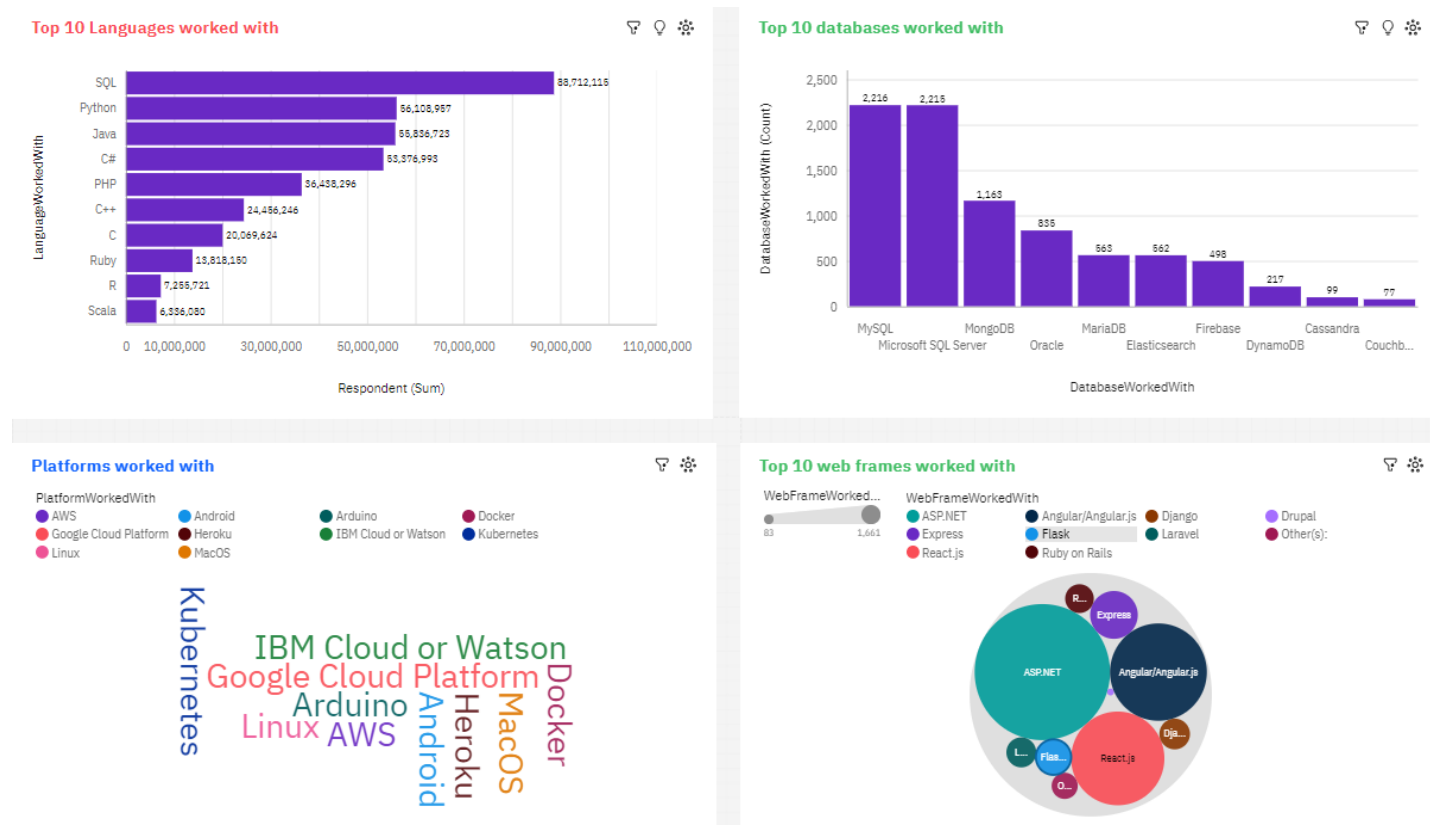 Top 10 Languages worked with
LanguageWorkedWith
SQL 88,712,115
Python 56,108,957
Java 55,836,723
C# 53,376,993
PHP 36,438,296
C++ 24,456,246
C 20,069,624
Ruby 13,818,150
R 7,255,721
Scala 6,336,080
0 10,000,000 30,000,000 50,000,000 70,000,000 90,000,000 110,000,000
Respondent (Sum)
Top 10 databases worked with
DatabaseWorkedWith (Count)
2,500
2,000
1,500
1,000
500
0
2,216 2,215 1,163 835 563 562 498 217 99 77
MySQL MongoDB MariaDB Firebase Cassandra
Microsoft SQL Server Oracle Elasticsearch DynamoDB Couchb...
DatabaseWorkedWith
Platforms worked with
PlatformWorkedWith
AWS Android Arduino Docker
Google Cloud Platform Heroku IBM Cloud or Watson Kubernetes
Linux MacOS
Kubernetes
IBM Cloud or Watson
Google Cloud Platform
Arduino
Linux AWS
Android
Heroku
MacOS
Docker
Top 10 web frames worked with
WebFrameWorked...
83 1,661
WebFrameWorkedWith
ASP.NET Angular/Angular.js Django Drupal
Express Flask Laravel Other(s):
React.js Ruby on Rails
R...
Express
ASP.NET
Angular/Angular.js
Dja...
L...
Flas...
React.js
O...